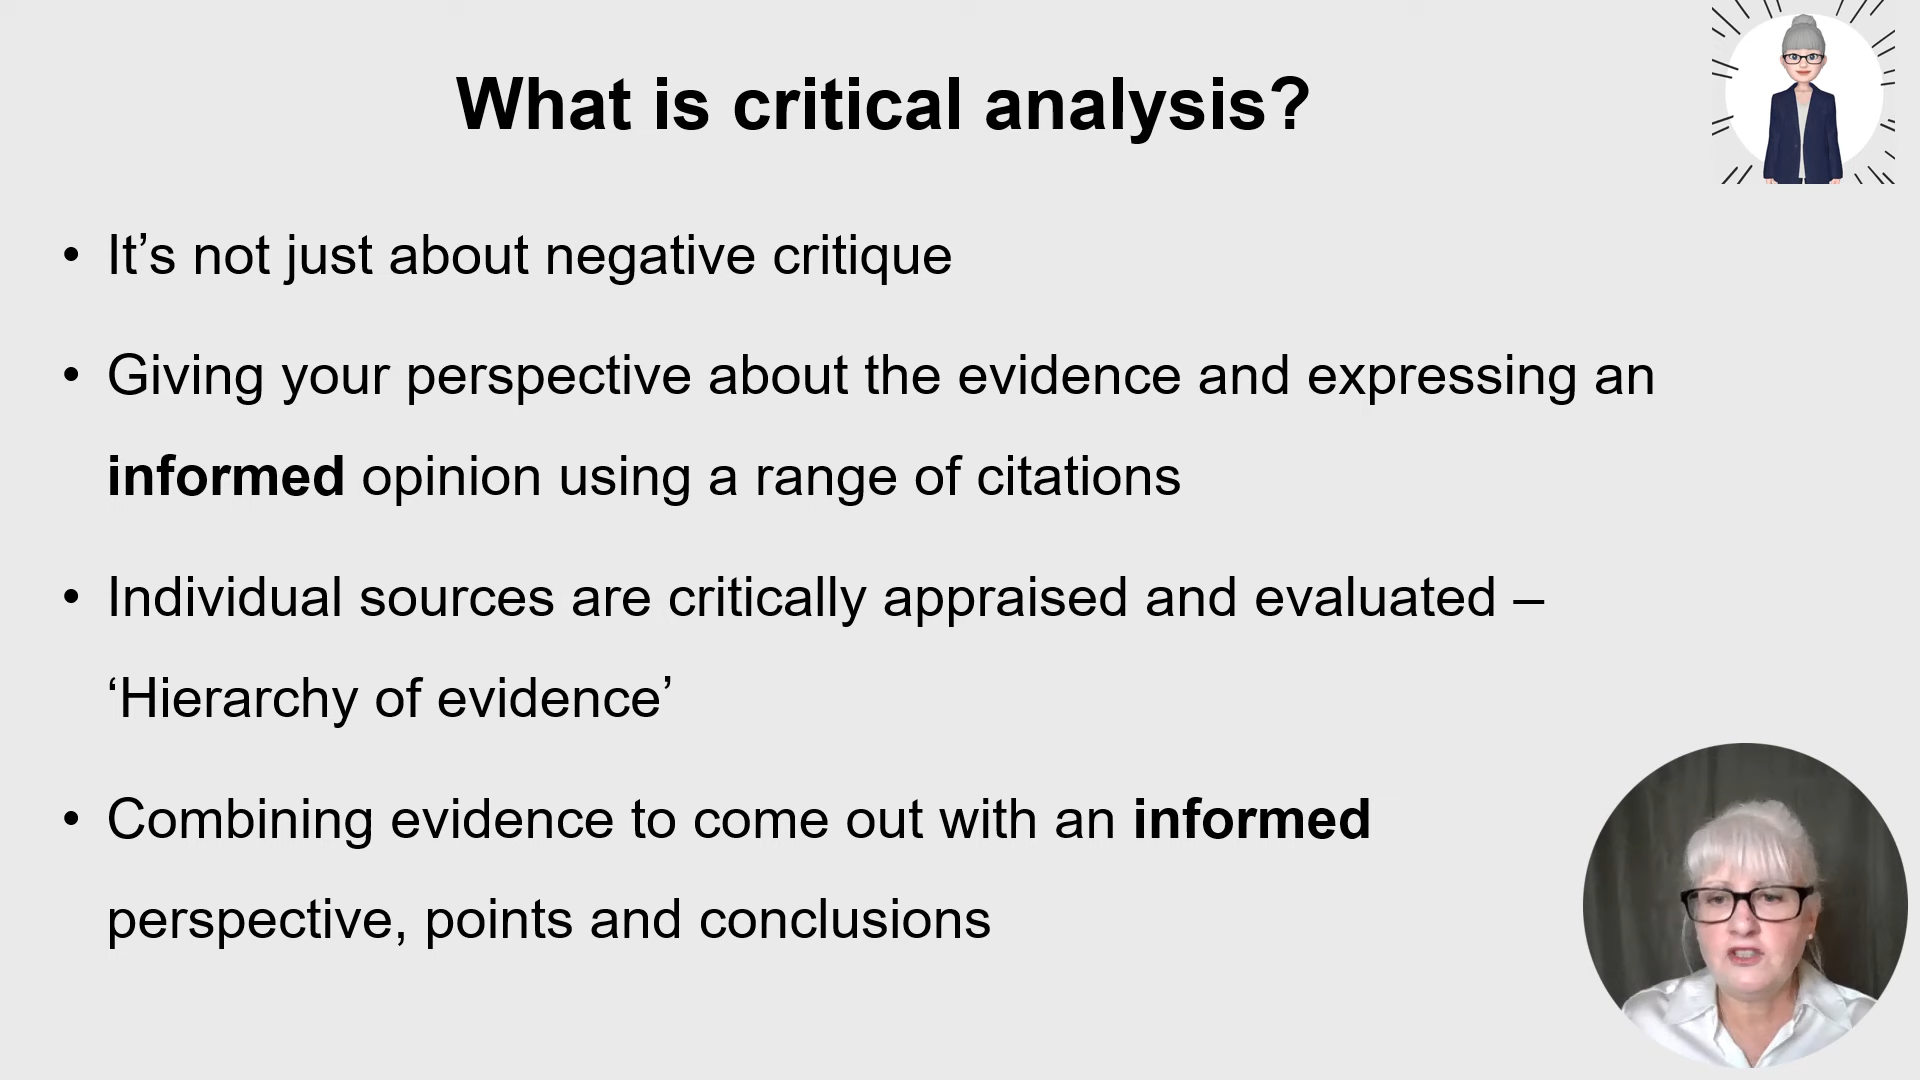 What is critical analysis?
• It’s not just about negative critique
• Giving your perspective about the evidence and expressing an
informed opinion using a range of citations
• Individual sources are critically appraised and evaluated –
‘Hierarchy of evidence’
• Combining evidence to come out with an informed
perspective, points and conclusions